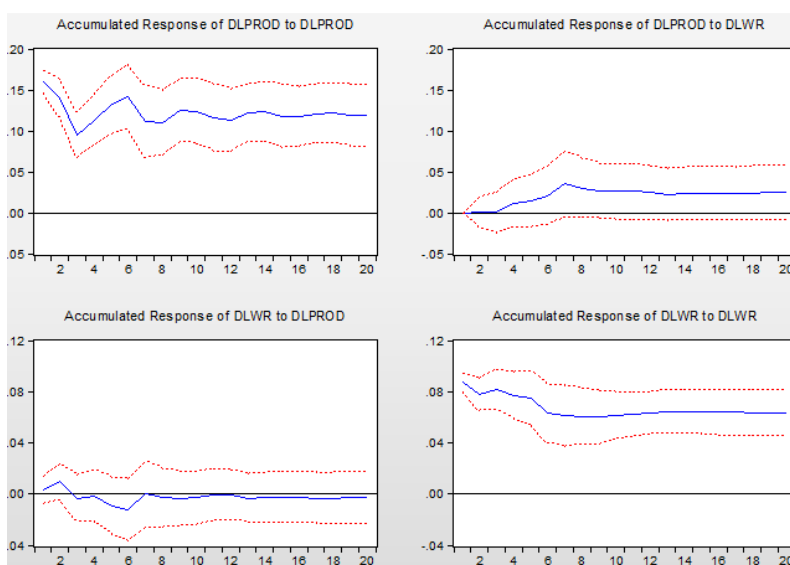 Accumulated Response of DLPROD to DLPROD
.20
.15
.10
.05
.00
.05
2 4 6 8 10 12 14 16 18 20
Accumulated Response of DLPROD to DLWR
.20
.15
.10
.05
.00
-.05
2 4 6 8 10 12 14 16 18 20
Accumulated Response of DLWR to DLPROD
.12
.08
.04
.00
.04
2 4 6 8 10 12 14 16 18 20
Accumulated Response of DLWR to DLWR
.12
.08
.04
.00
-.04
2 4 6 8 10 12 14 16 18 20